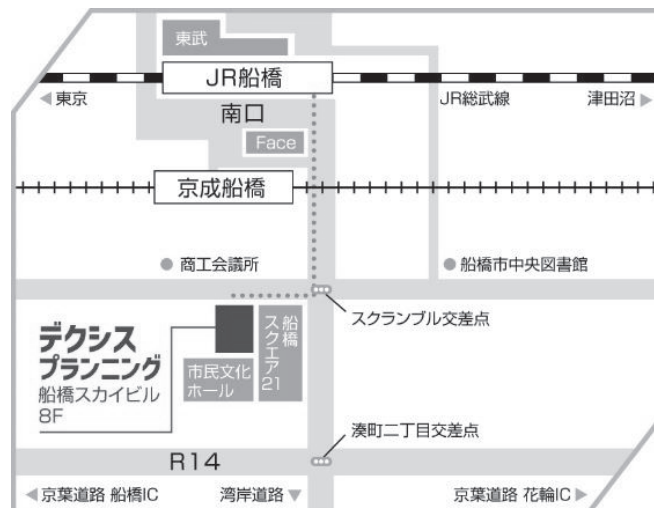 東武
JR船橋
東京
南口
JR総武線
津田沼
Face
京成船橋
商工会議所
船橋市中央図書館
スクランブル交差点
デクシス
プランニング
船橋スカイビル
8F
市民文化
ホール
船橋
スクエア21
湊町二丁目交差点
R14
京葉道路 船橋IC
湾岸道路
京葉道路 花輪IC